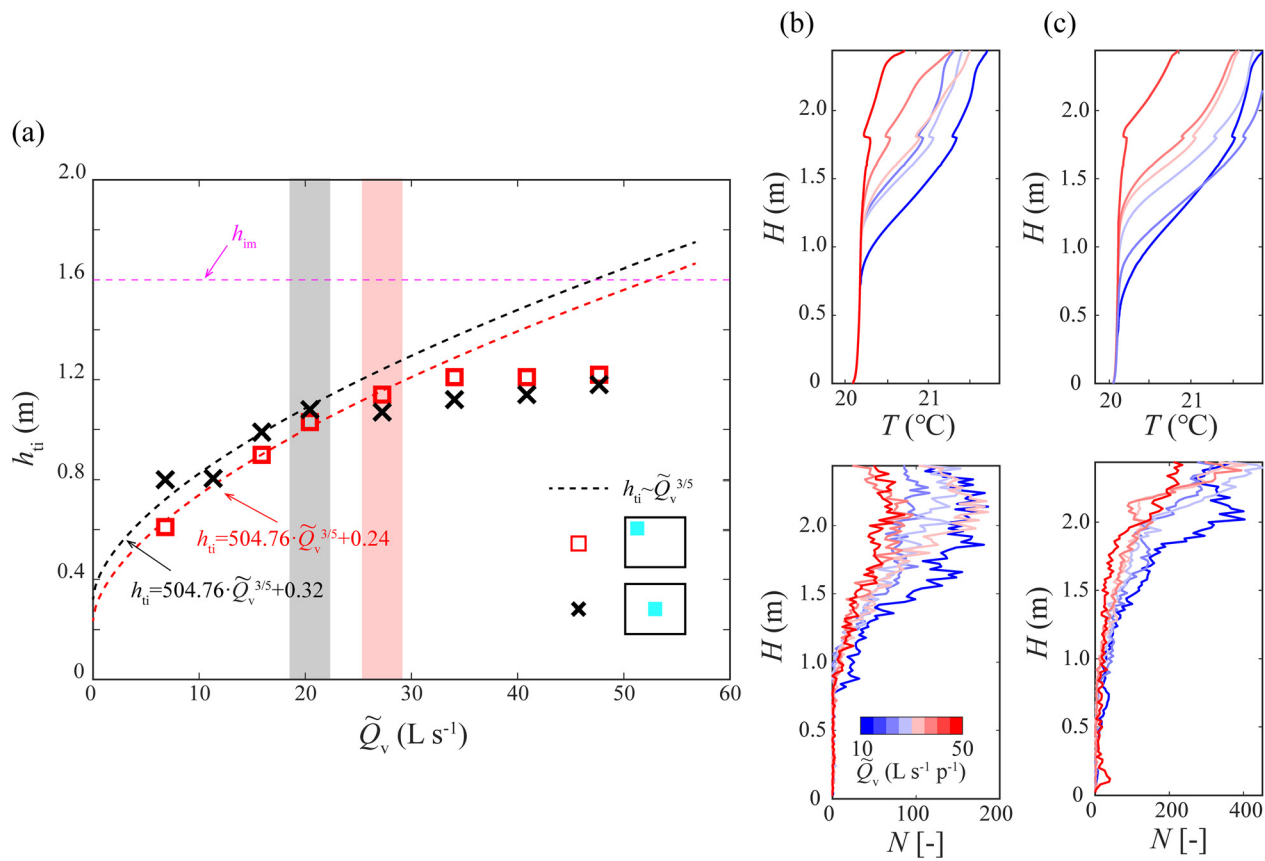 (a)
2.0
1.6
1.2
0.8
0.4
0
h_ti (m)
0 10 20 30 40 50 60
Q̃_v (L s⁻¹)
h_im
h_ti~Q̃_v^3/5
h_ti=504.76·Q̃_v^3/5+0.24
h_ti=504.76·Q̃_v^3/5+0.32
(b)
2.0
1.5
1.0
0.5
0
H (m)
20 21
T (°C)
2.0
1.5
1.0
0.5
0
H (m)
10 50
Q̃_v (L s⁻¹ p⁻¹)
0 100 200
N [-]
(c)
2.0
1.5
1.0
0.5
0
H (m)
20 21
T (°C)
2.0
1.5
1.0
0.5
0
H (m)
0 200 400
N [-]